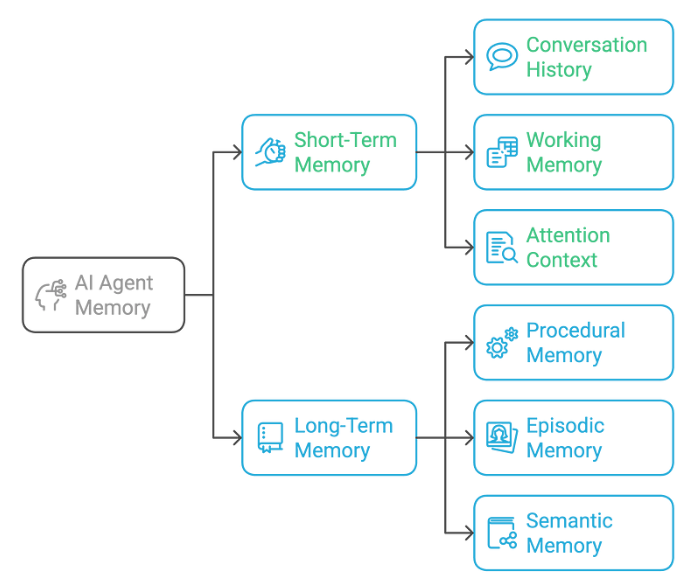 AI Agent
Memory
Short-Term
Memory
Conversation
History
Working
Memory
Attention
Context
Long-Term
Memory
Procedural
Memory
Episodic
Memory
Semantic
Memory